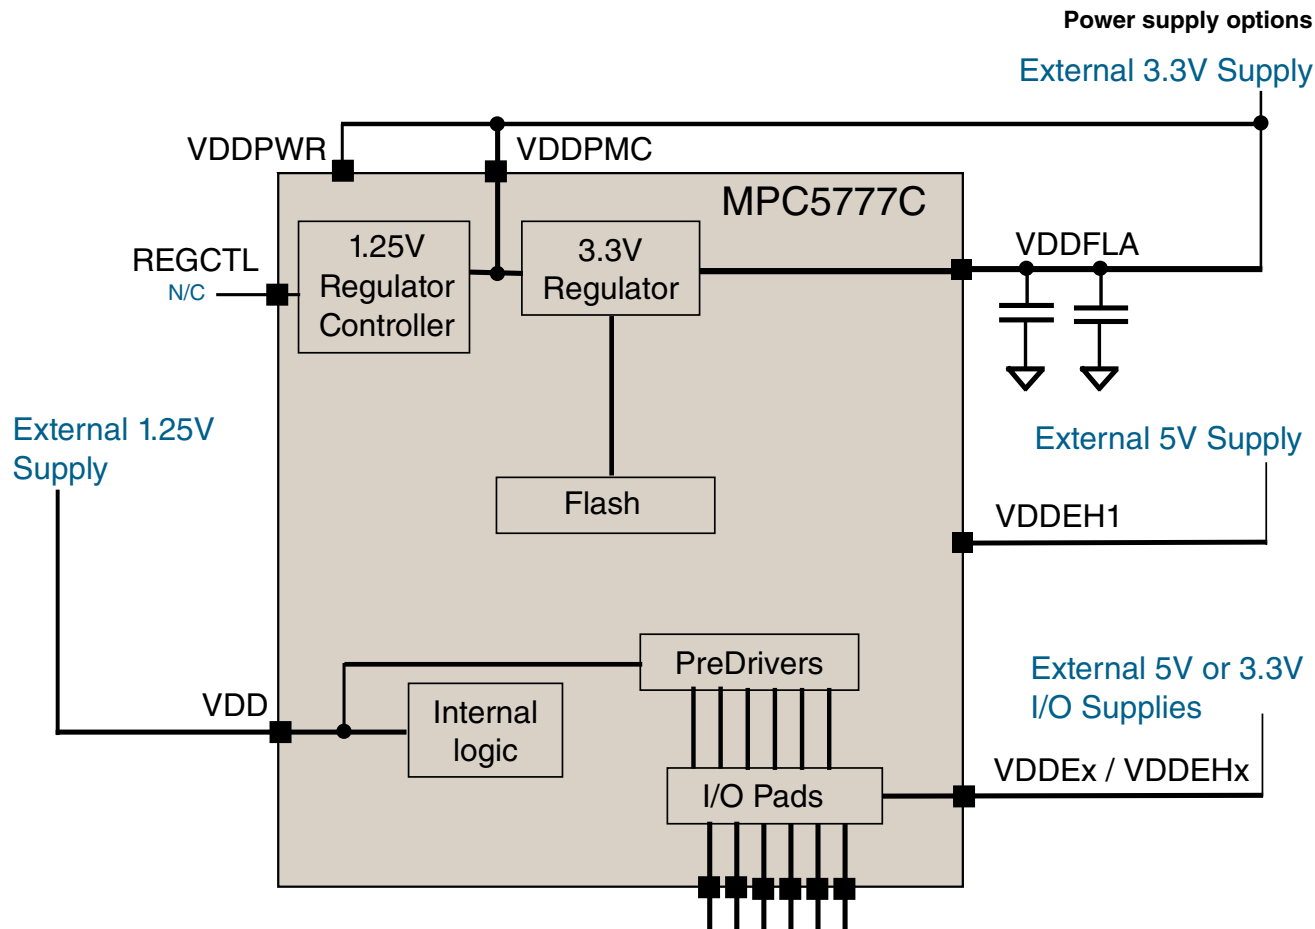 Power supply options
External 3.3V Supply
VDDPWR
VDDPMC
MPC5777C
REGCTL
N/C
1.25V
Regulator
Controller
3.3V
Regulator
VDDFLA
External 1.25V
Supply
External 5V Supply
Flash
VDDEH1
PreDrivers
External 5V or 3.3V
I/O Supplies
VDD
Internal
logic
VDDEx / VDDEHx
I/O Pads